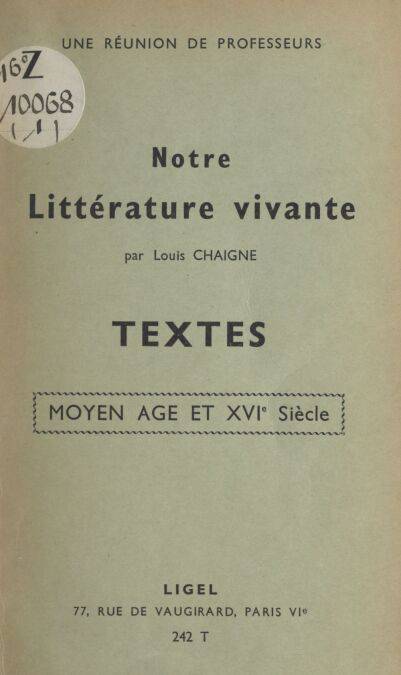 UNE RÉUNION DE PROFESSEURS
16º Z
10068
(1)
Notre
Littérature vivante
par Louis CHAIGNE
TEXTES
MOYEN AGE ET XVIe Siècle
LIGEL
77, RUE DE VAUGIRARD, PARIS VIe
242 T